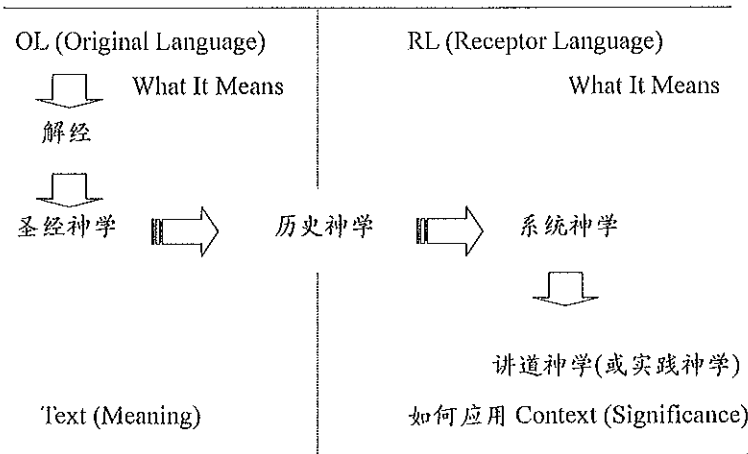 OL (Original Language) RL (Receptor Language)
What It Means What It Means
解经
圣经神学 历史神学 系统神学
讲道神学(或实践神学)
Text (Meaning) 如何应用 Context (Significance)